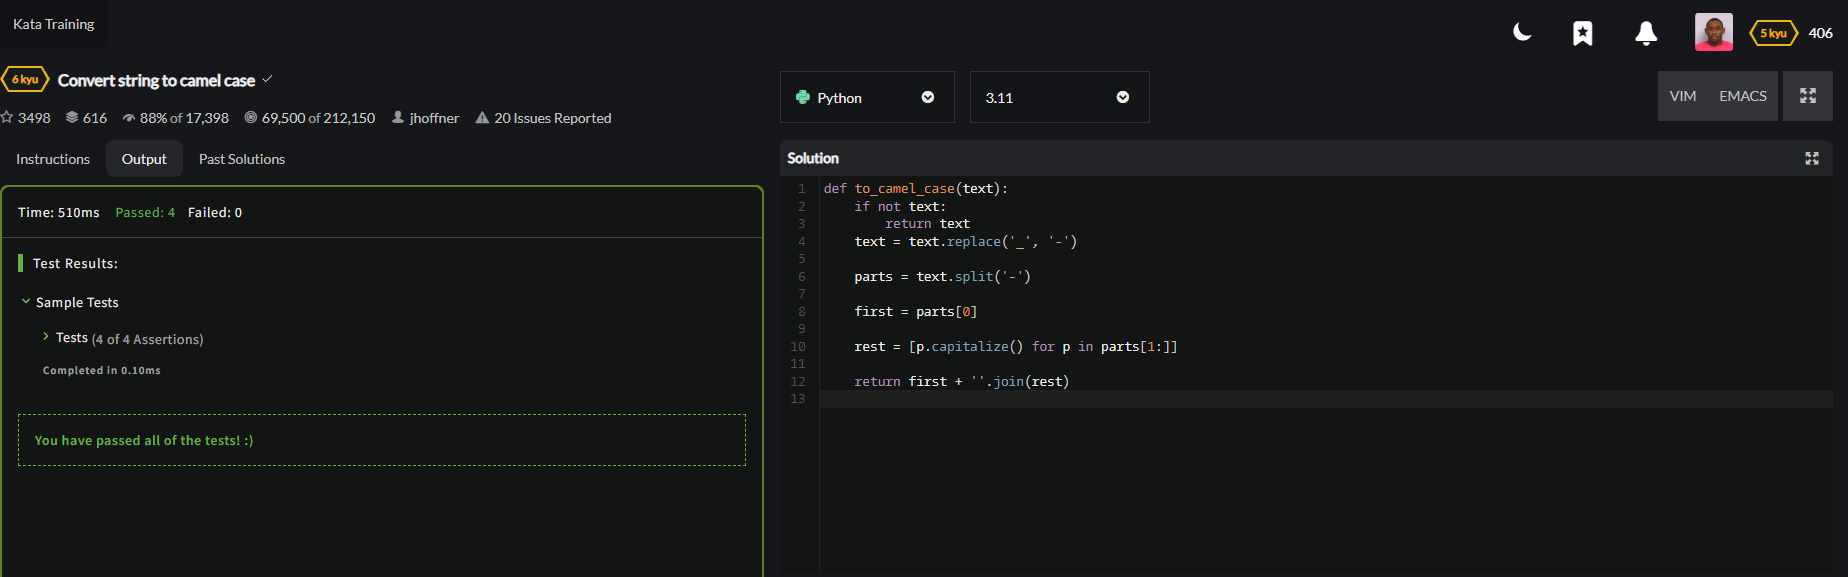 Kata Training
5 kyu 406
6 kyu Convert string to camel case
3498 616 88% of 17,398 69,500 of 212,150 jhoffner 20 Issues Reported
Python 3.11 VIM EMACS
Instructions Output Past Solutions
Time: 510ms Passed: 4 Failed: 0
Test Results:
Sample Tests
Tests (4 of 4 Assertions)
Completed in 0.10ms
You have passed all of the tests! :)
Solution
1 def to_camel_case(text):
2     if not text:
3         return text
4     text = text.replace('_', '-')
5
6     parts = text.split('-')
7
8     first = parts[0]
9
10     rest = [p.capitalize() for p in parts[1:]]
11
12     return first + ''.join(rest)
13